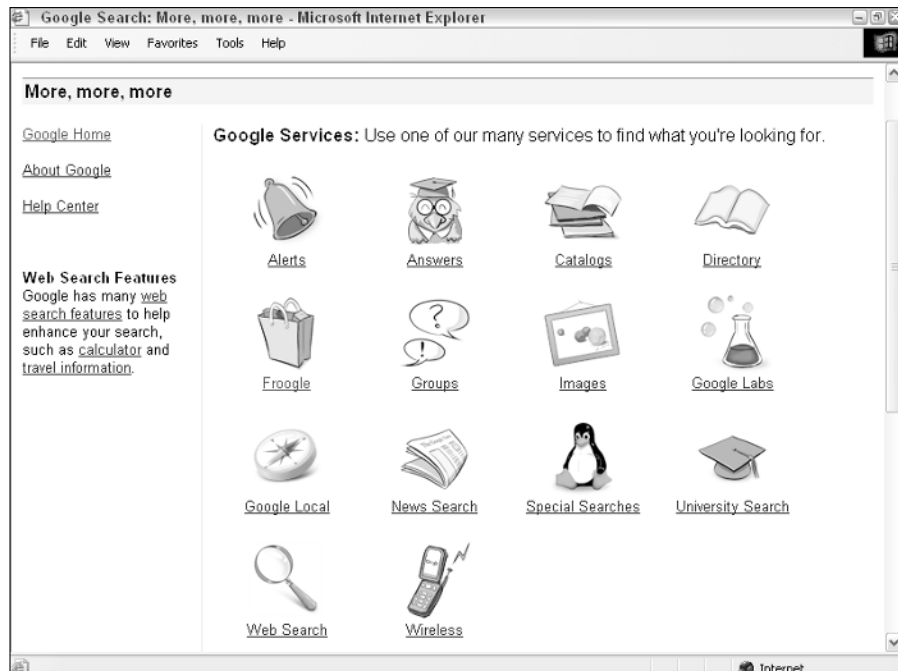 Google Search: More, more, more - Microsoft Internet Explorer
File Edit View Favorites Tools Help
More, more, more
Google Home
About Google
Help Center
Web Search Features
Google has many web
search features to help
enhance your search,
such as calculator and
travel information.
Google Services: Use one of our many services to find what you're looking for.
Alerts Answers Catalogs Directory
Froogle Groups Images Google Labs
Google Local News Search Special Searches University Search
Web Search Wireless
Internet